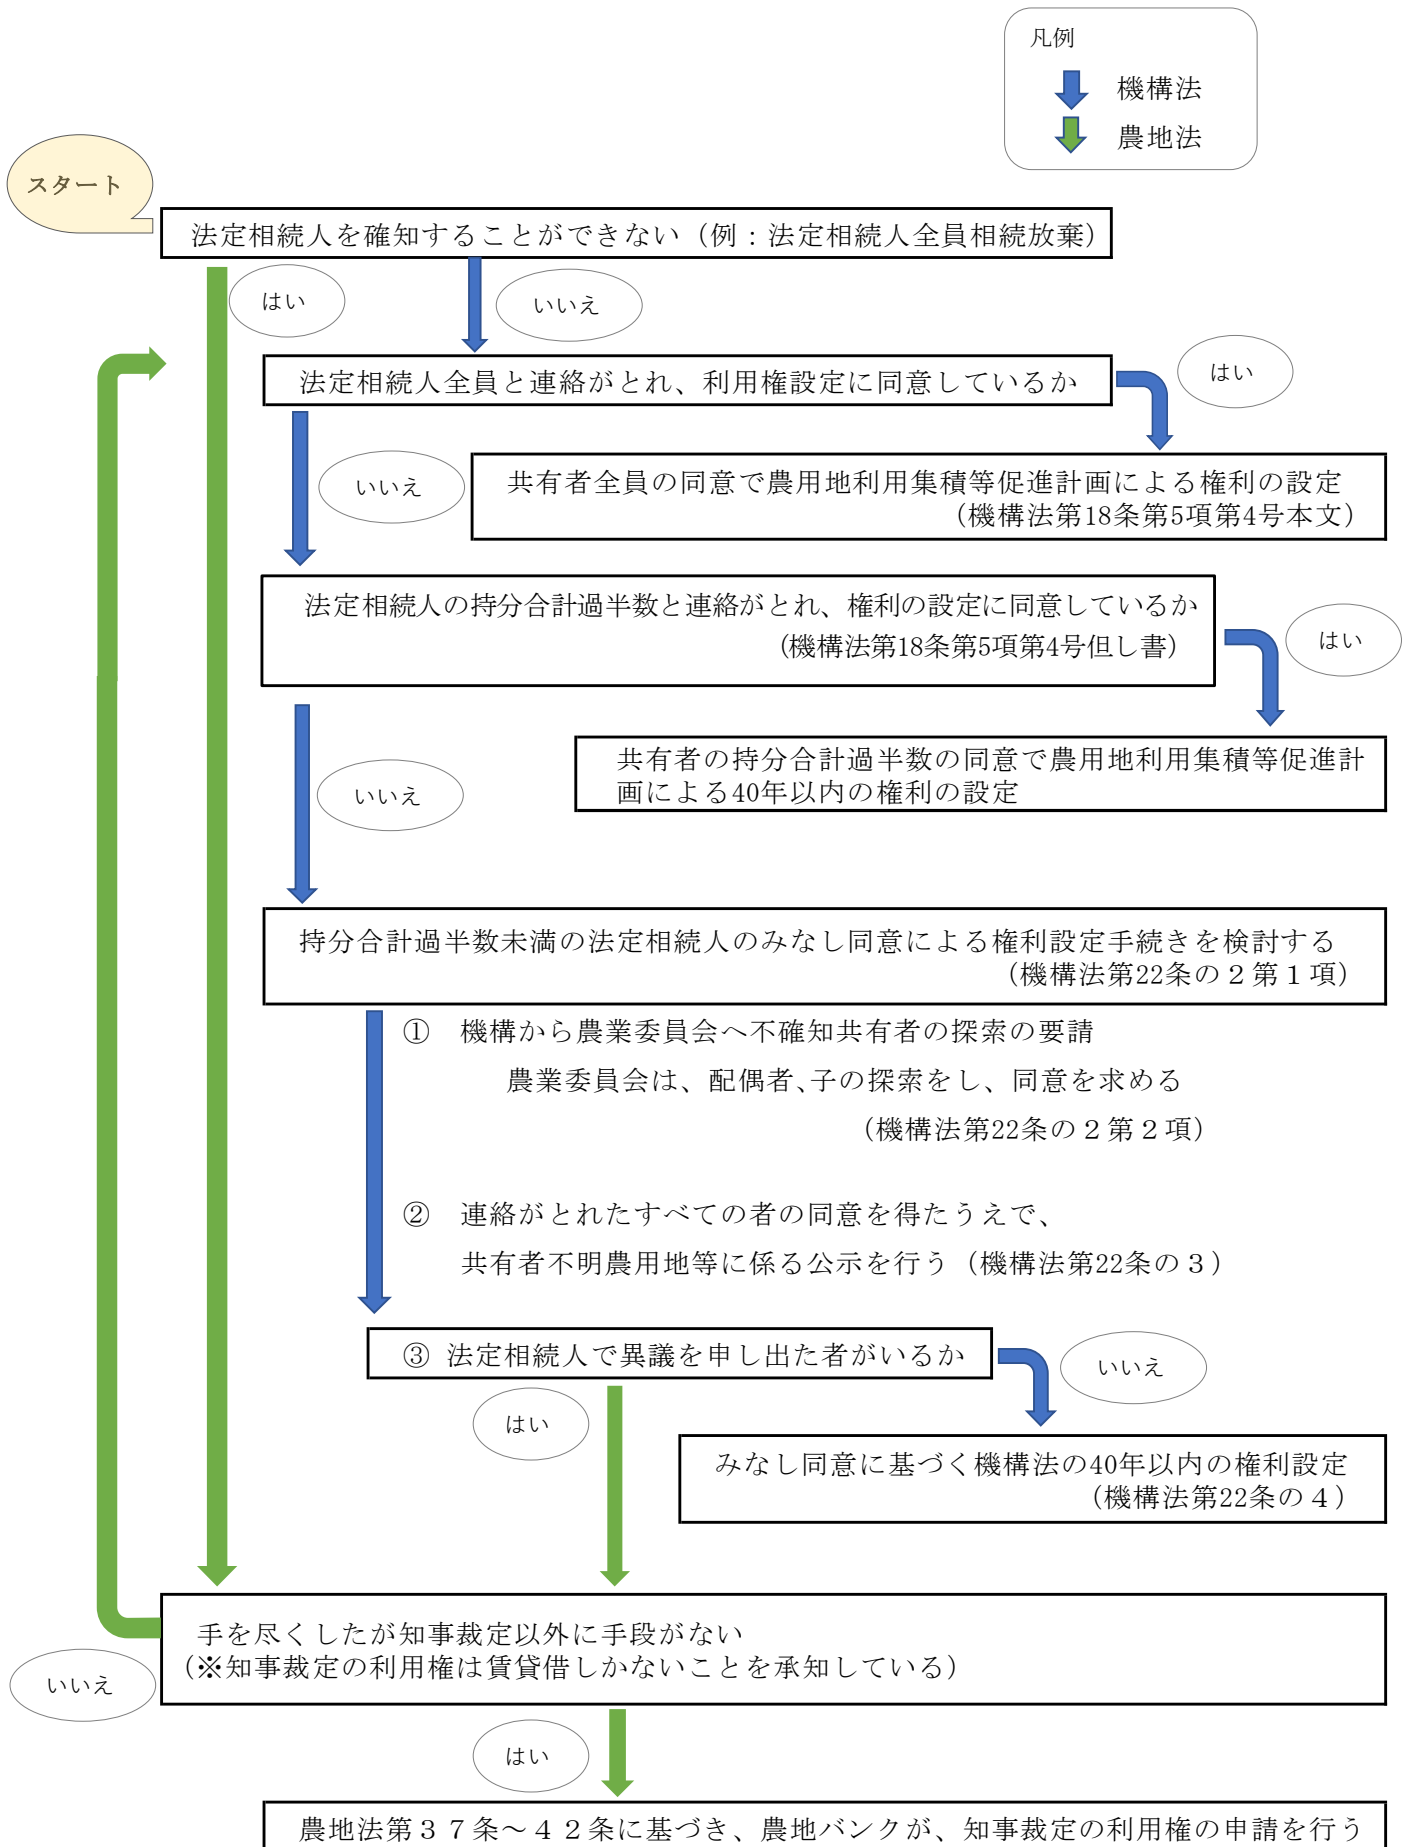 凡例
機構法
農地法
スタート
法定相続人を確知することができない（例：法定相続人全員相続放棄）
はい
いいえ
法定相続人全員と連絡がとれ、利用権設定に同意しているか
はい
いいえ
共有者全員の同意で農用地利用集積等促進計画による権利の設定
（機構法第18条第5項第4号本文）
法定相続人の持分合計過半数と連絡がとれ、権利の設定に同意しているか
（機構法第18条第5項第4号但し書）
はい
いいえ
共有者の持分合計過半数の同意で農用地利用集積等促進計
画による40年以内の権利の設定
持分合計過半数未満の法定相続人のみなし同意による権利設定手続きを検討する
（機構法第22条の２第１項）
①　機構から農業委員会へ不確知共有者の探索の要請
農業委員会は、配偶者、子の探索をし、同意を求める
（機構法第22条の２第２項）
②　連絡がとれたすべての者の同意を得たうえで、
共有者不明農用地等に係る公示を行う（機構法第22条の３）
③ 法定相続人で異議を申し出た者がいるか
いいえ
はい
みなし同意に基づく機構法の40年以内の権利設定
（機構法第22条の４）
手を尽くしたが知事裁定以外に手段がない
（※知事裁定の利用権は賃貸借しかないことを承知している）
いいえ
はい
農地法第３７条～４２条に基づき、農地バンクが、知事裁定の利用権の申請を行う